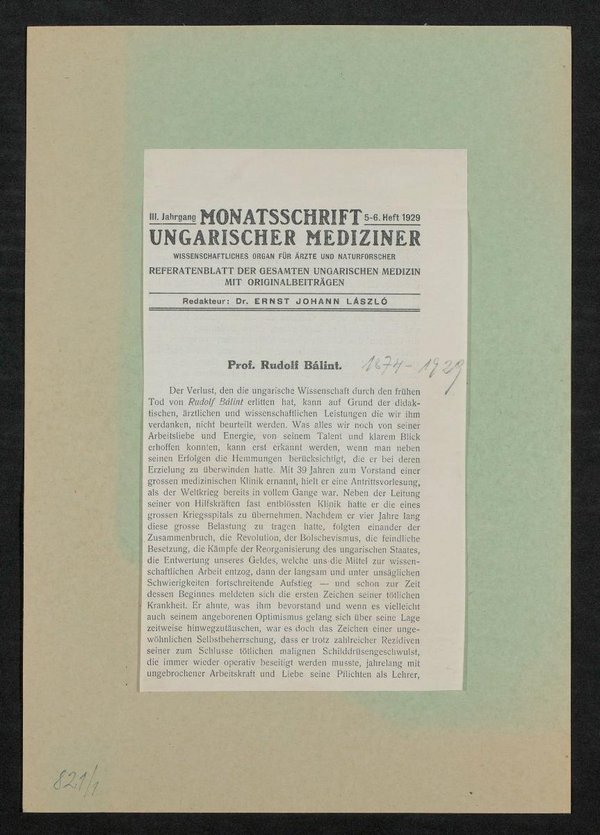 III. Jahrgang MONATSSCHRIFT 5-6. Heft 1929
UNGARISCHER MEDIZINER
WISSENSCHAFTLICHES ORGAN FÜR ÄRZTE UND NATURFORSCHER
REFERATENBLATT DER GESAMTEN UNGARISCHEN MEDIZIN
MIT ORIGINALBEITRÄGEN
Redakteur: Dr. ERNST JOHANN LÁSZLÓ
Prof. Rudolf Bálint. 1874-1929
Der Verlust, den die ungarische Wissenschaft durch den frühen
Tod von Rudolf Bálint erlitten hat, kann auf Grund der didak-
tischen, ärztlichen und wissenschaftlichen Leistungen die wir ihm
verdanken, nicht beurteilt werden. Was alles wir noch von seiner
Arbeitsliebe und Energie, von seinem Talent und klarem Blick
erhoffen konnten, kann erst erkannt werden, wenn man neben
seinen Erfolgen die Hemmungen berücksichtigt, die er bei deren
Erzielung zu überwinden hatte. Mit 39 Jahren zum Vorstand einer
grossen medizinischen Klinik ernannt, hielt er eine Antrittsvorlesung,
als der Weltkrieg bereits in vollem Gange war. Neben der Leitung
seiner von Hilfskräften fast entblössten Klinik hatte er die eines
grossen Kriegsspitals zu übernehmen. Nachdem er vier Jahre lang
diese grosse Belastung zu tragen hatte, folgten einander der
Zusammenbruch, die Revolution, der Bolschevismus, die feindliche
Besetzung, die Kämpfe der Reorganisierung des ungarischen Staates,
die Entwertung unseres Geldes, welche uns die Mittel zur wissen-
schaftlichen Arbeit entzog, dann der langsam und unter unsäglichen
Schwierigkeiten fortschreitende Aufstieg — und schon zur Zeit
dessen Beginnes meldeten sich die ersten Zeichen seiner tötlichen
Krankheit. Er ahnte, was ihm bevorstand und wenn es vielleicht
auch seinem angeborenen Optimismus gelang sich über seine Lage
zeitweise hinwegzutäuschen, war es doch das Zeichen einer unge-
wöhnlichen Selbstbeherrschung, dass er trotz zahlreicher Rezidiven
seiner zum Schlusse tötlichen malignen Schilddrüsengeschwulst,
die immer wieder operativ beseitigt werden musste, jahrelang mit
ungebrochener Arbeitskraft und Liebe seine Pflichten als Lehrer,
821/1